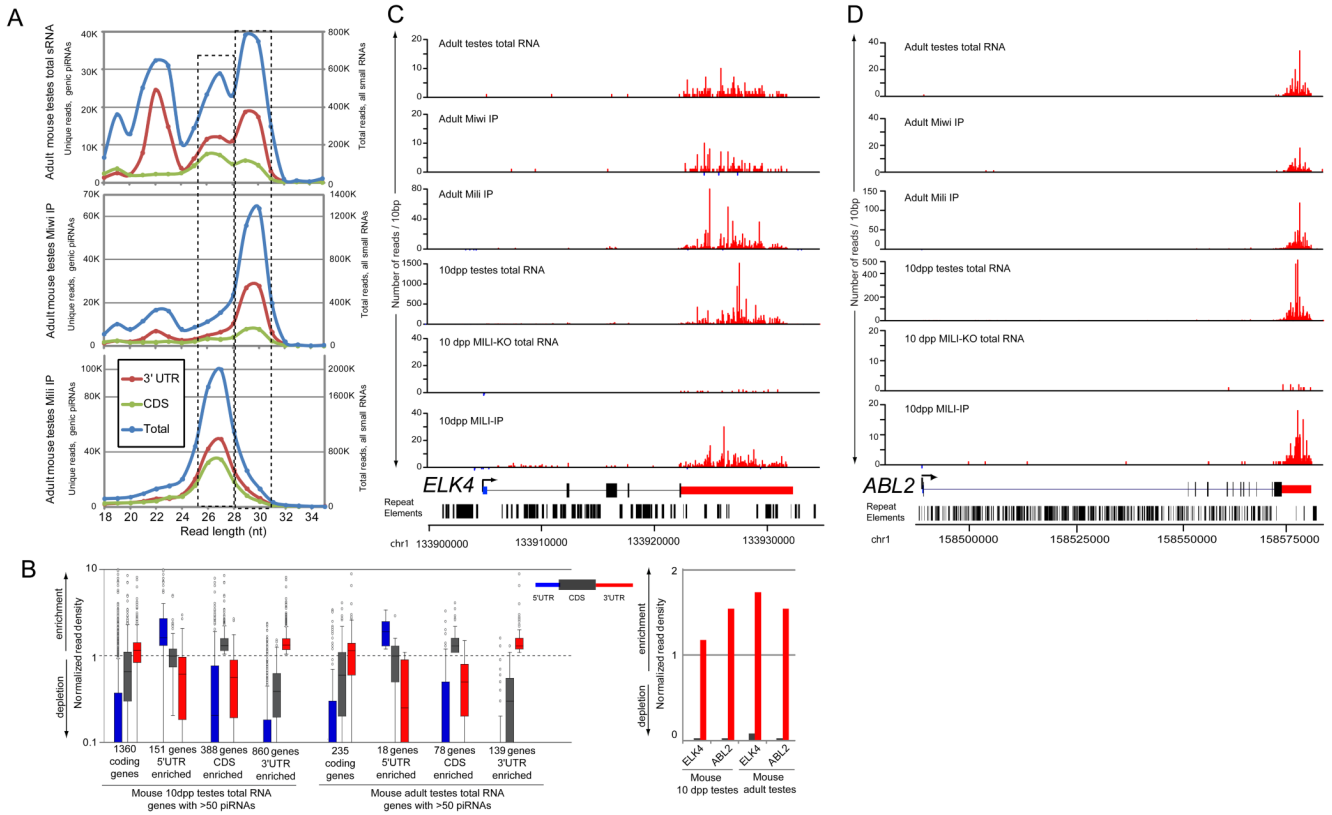 A
Adult mouse testes total sRNA
Unique reads, genic piRNAs
40K
30K
20K
10K
0
800K
600K
400K
200K
0
Total reads, all small RNAs
Adult mouse testes Miwi IP
Unique reads, genic piRNAs
70K
60K
40K
20K
0
1400K
1200K
800K
400K
0
Total reads, all small RNAs
Adult mouse testes Mili IP
Unique reads, genic piRNAs
100K
80K
40K
0
2000K
1600K
800K
0
Total reads, all small RNAs
3' UTR
CDS
Total
18 20 22 24 26 28 30 32 34
Read length (nt)
B
enrichment
depletion
Normalized read density
10
1
0.1
1360 coding genes
151 genes 5'UTR enriched
388 genes CDS enriched
860 genes 3'UTR enriched
Mouse 10dpp testes total RNA
genes with >50 piRNAs
235 coding genes
18 genes 5'UTR enriched
78 genes CDS enriched
139 genes 3'UTR enriched
Mouse adult testes total RNA
genes with >50 piRNAs
5'UTR CDS 3'UTR
enrichment
depletion
Normalized read density
2
1
0
ELK4 ABL2 ELK4 ABL2
Mouse 10 dpp testes
Mouse adult testes
C
Number of reads / 10bp
Adult testes total RNA
20
15
10
5
0
Adult Miwi IP
20
15
10
5
0
Adult Mili IP
80
40
0
10dpp testes total RNA
1500
1000
500
0
10 dpp MILI-KO total RNA
20
15
10
5
0
10dpp MILI-IP
40
20
0
ELK4
Repeat Elements
chr1 133900000 133910000 133920000 133930000
D
Number of reads / 10bp
Adult testes total RNA
40
20
0
Adult Miwi IP
40
20
0
Adult Mili IP
150
100
50
0
10dpp testes total RNA
500
300
100
0
10 dpp MILI-KO total RNA
20
15
10
5
0
10dpp MILI-IP
20
15
10
5
0
ABL2
Repeat Elements
chr1 158500000 158525000 158550000 158575000